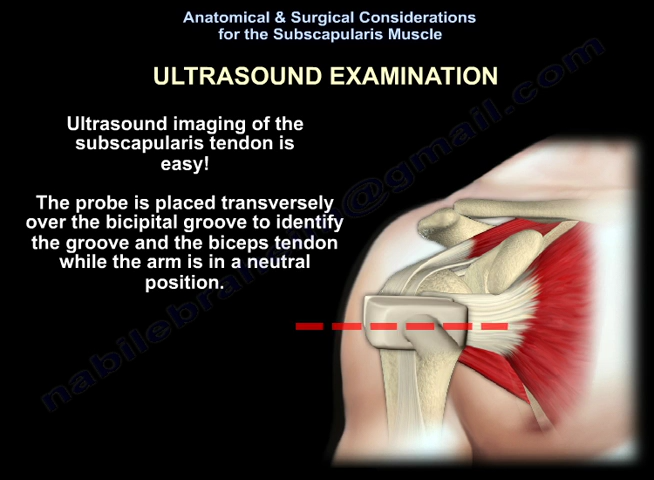 Anatomical & Surgical Considerations
for the Subscapularis Muscle
ULTRASOUND EXAMINATION
Ultrasound imaging of the
subscapularis tendon is
easy!
The probe is placed transversely
over the bicipital groove to identify
the groove and the biceps tendon
while the arm is in a neutral
position.